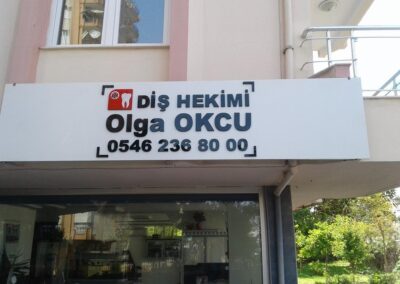 DİŞ HEKİMİ
Olga OKCU
0546 236 80 00